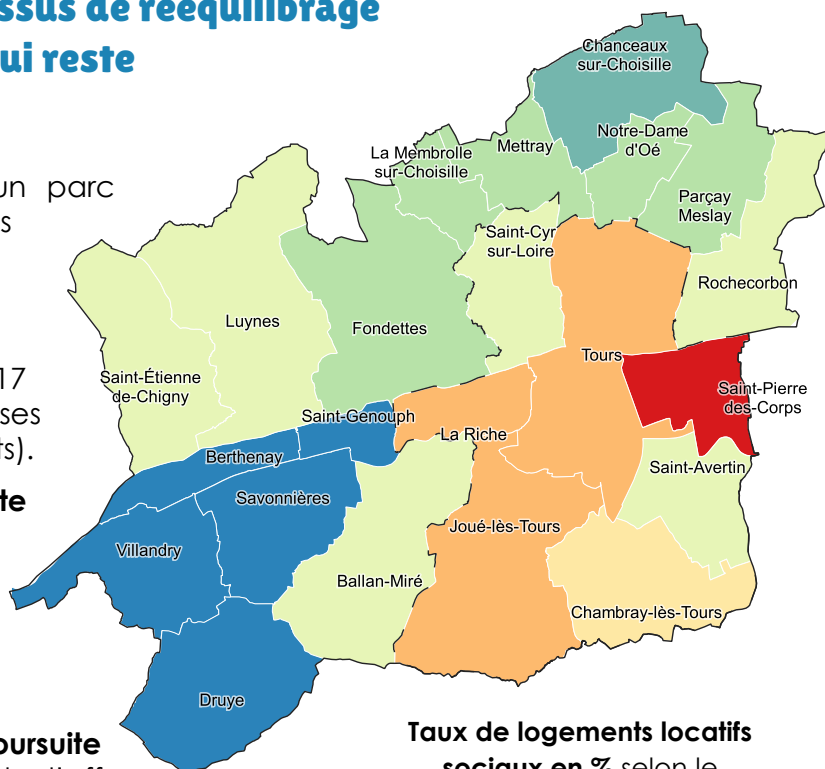 de rééquilibrage
ui reste
un parc
s
17
ses
ts).
te
Chanceaux
sur-Choisille
La Membrolle
sur-Choisille
Mettray
Notre-Dame
d'Oé
Parçay
Meslay
Saint-Cyr
sur-Loire
Rochecorbon
Luynes
Fondettes
Saint-Étienne
de-Chigny
Tours
Saint-Pierre
des-Corps
Saint-Genouph
La Riche
Berthenay
Saint-Avertin
Savonnières
Joué-lès-Tours
Villandry
Ballan-Miré
Chambray-lès-Tours
Druye
oursuite
Taux de logements locatifs
sociaux en % selon le